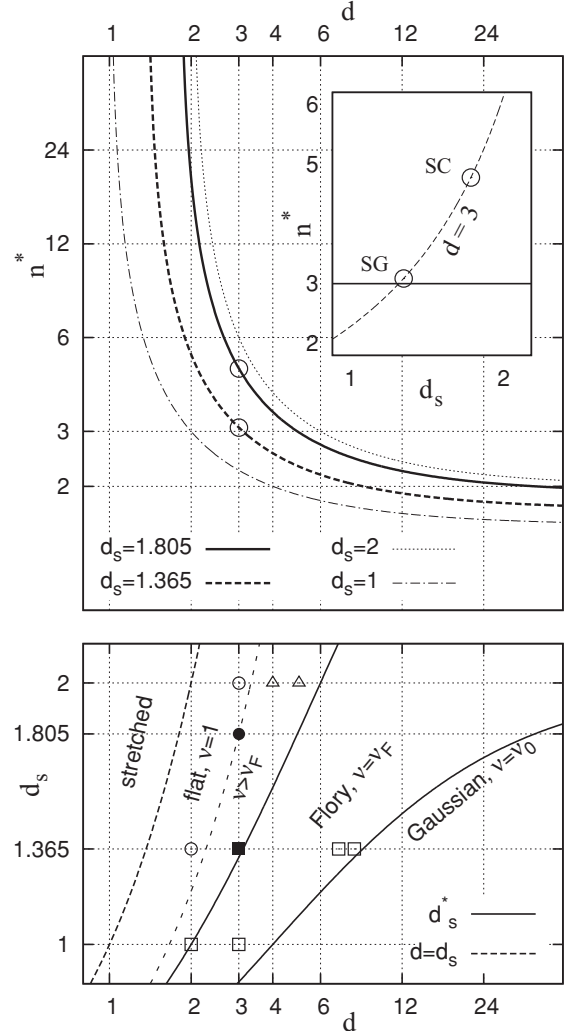 d
1 2 3 4 6 12 24
24
12
6
3
2
n*
6
5
3
2
n*
SC
SG
d = 3
1 2
d_s
d_s=1.805
d_s=2
d_s=1.365
d_s=1
2
1.805
1.365
1
d_s
stretched
flat, ν=1
ν>ν_F
Flory, ν=ν_F
Gaussian, ν=ν_0
d*_s
d=d_s
1 2 3 4 6 12 24
d